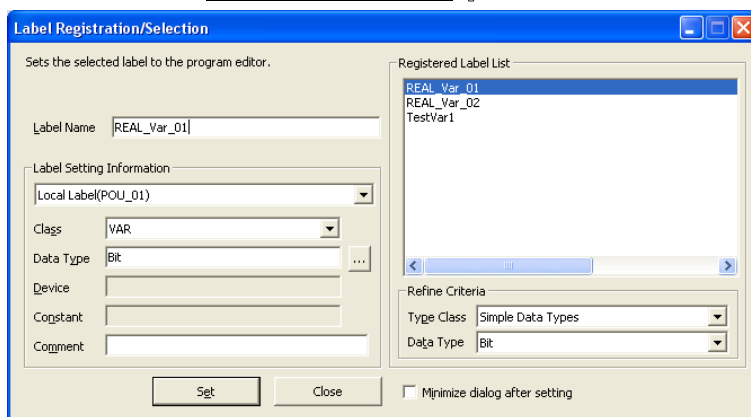 Label Registration/Selection
Sets the selected label to the program editor.
Label Name REAL_Var_01
Label Setting Information
Local Label(POU_01)
Class VAR
Data Type Bit ...
Device
Constant
Comment
Set Close
Registered Label List
REAL_Var_01
REAL_Var_02
TestVar1
Refine Criteria
Type Class Simple Data Types
Data Type Bit
Minimize dialog after setting